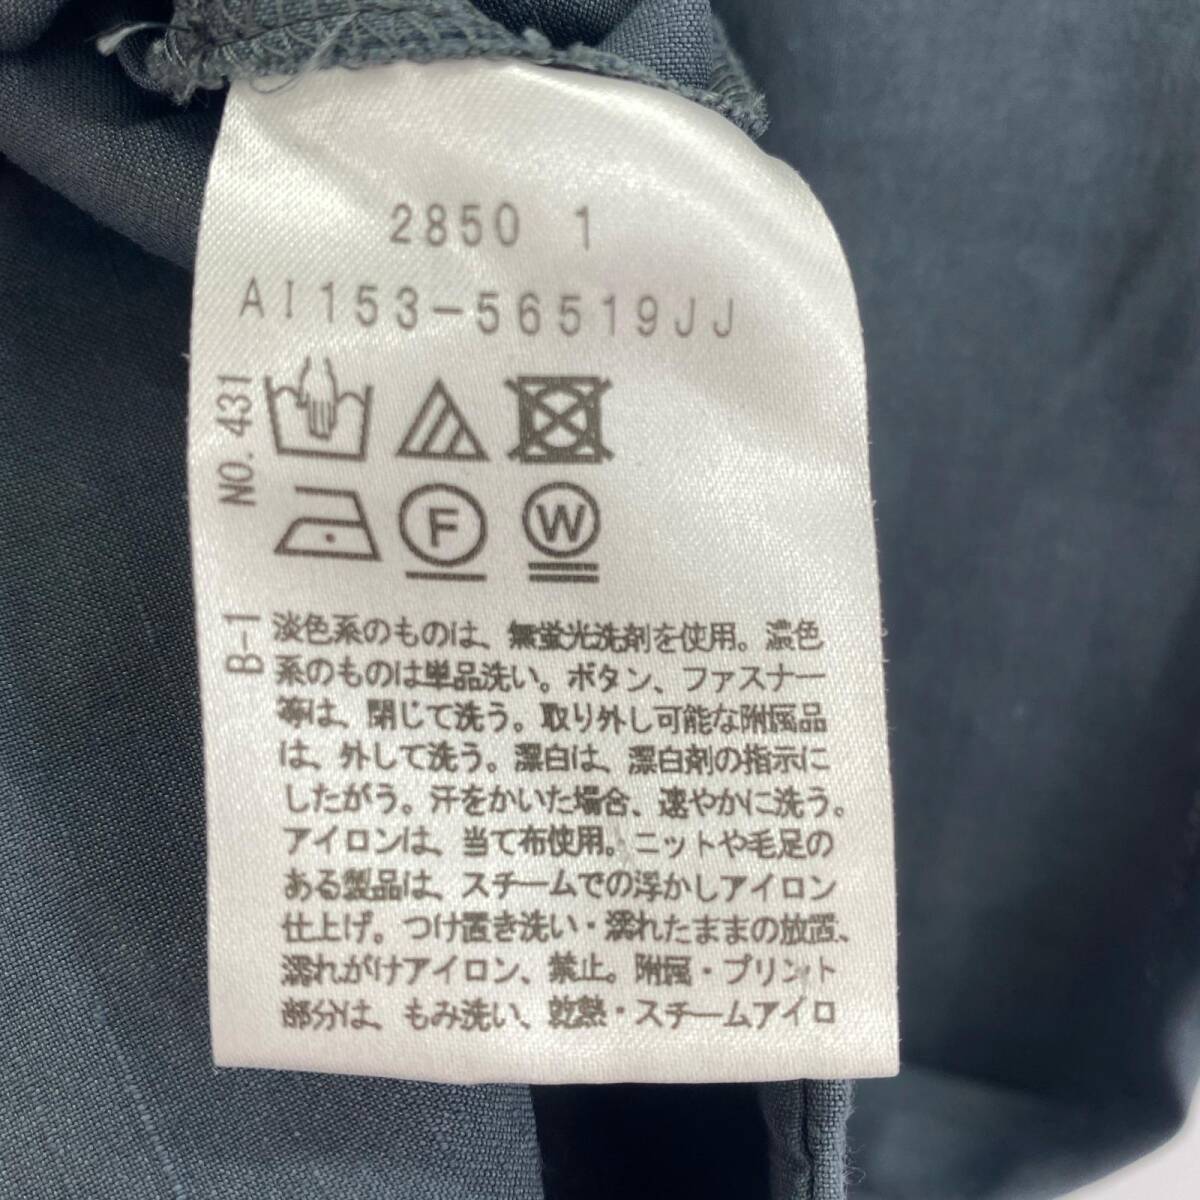 2850 1
AI153-56519JJ
NO. 431
F
W
B-1
淡色系のものは、無蛍光洗剤を使用。濃色
系のものは単品洗い。ボタン、ファスナー
等は、閉じて洗う。取り外し可能な附属品
は、外して洗う。漂白は、漂白剤の指示に
したがう。汗をかいた場合、速やかに洗う。
アイロンは、当て布使用。ニットや毛足の
ある製品は、スチームでの浮かしアイロン
仕上げ。つけ置き洗い・濡れたままの放置、
濡れがけアイロン、禁止。附属・プリント
部分は、もみ洗い、乾熱・スチームアイロ